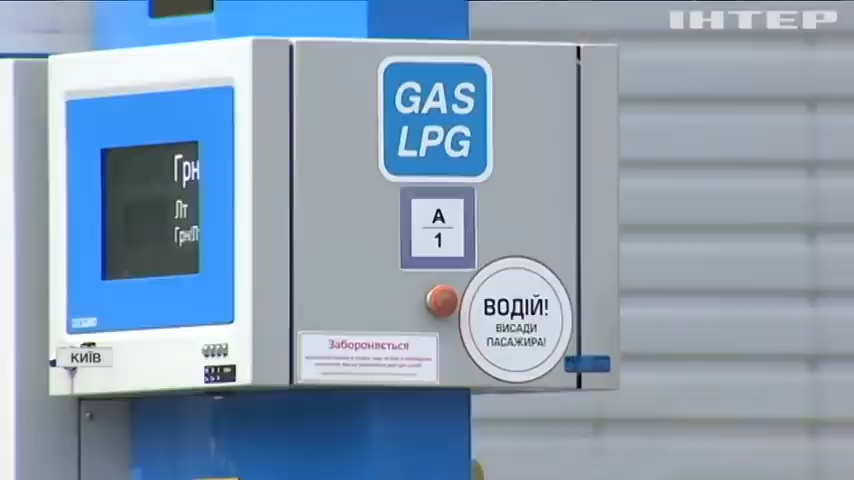 ІНТЕР
GAS
LPG
Грн
Лт
Грн/Лт
А
1
ВОДІЙ!
ВИСАДИ
ПАСАЖИРА!
Забороняється
КИЇВ